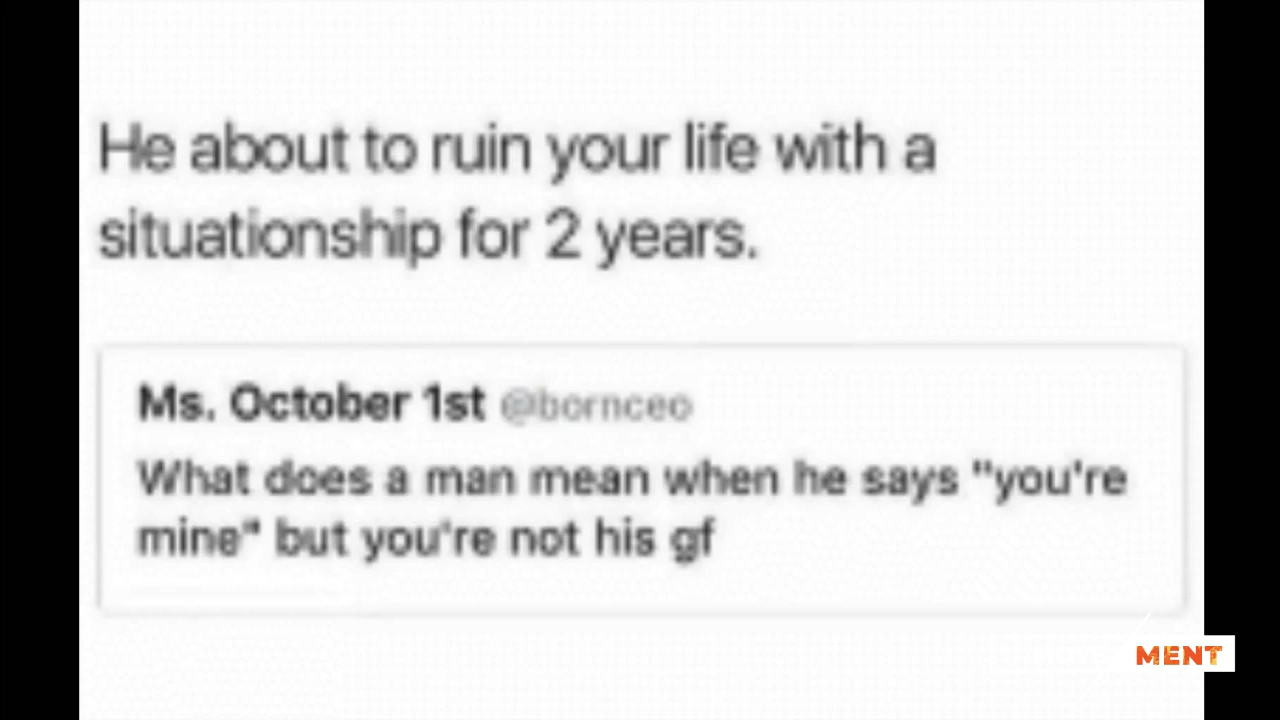 He about to ruin your life with a
situationship for 2 years.
Ms. October 1st @bornceo
What does a man mean when he says "you're
mine" but you're not his gf
MENT